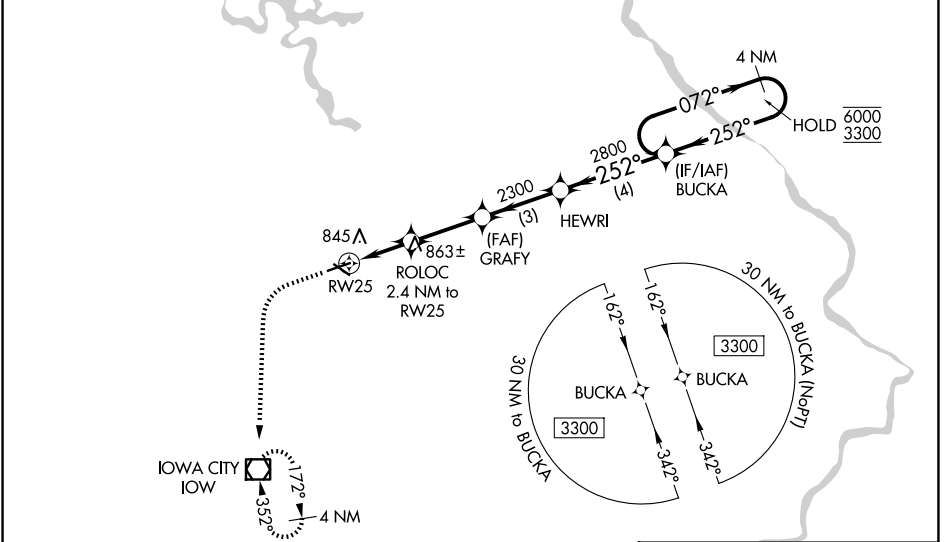 4 NM
072°
HOLD
6000
3300
252°
2800
252°
(4)
(IF/IAF)
BUCKA
2300
(3)
HEWRI
(FAF)
GRAFY
845
863±
ROLOC
2.4 NM to
RW25
RW25
162°
162°
30 NM to BUCKA (NoPT)
3300
BUCKA
BUCKA
30 NM to BUCKA
3300
342°
342°
IOWA CITY
IOW
172°
352°
4 NM